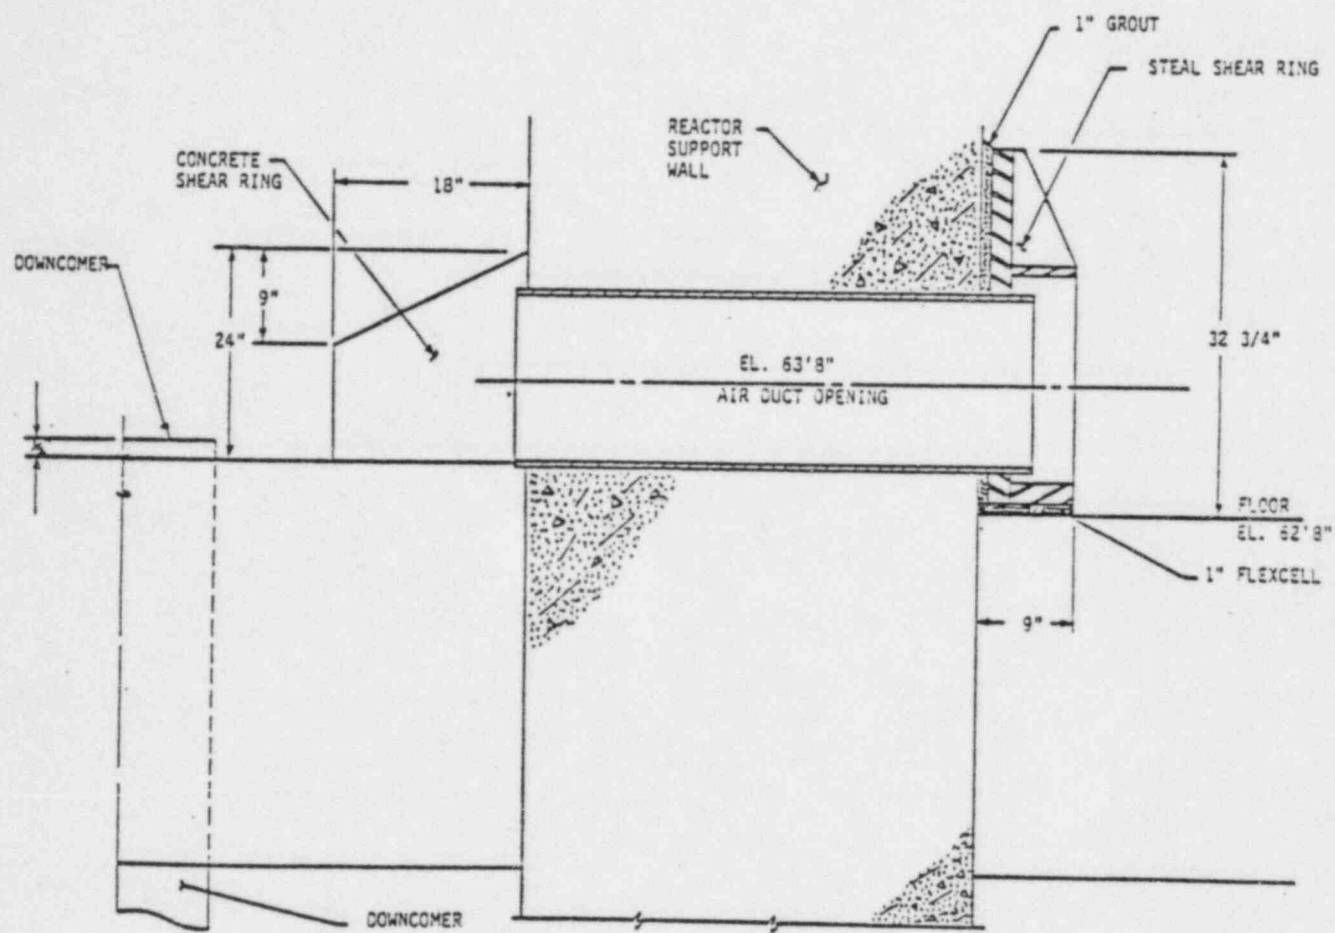 1" GROUT
STEAL SHEAR RING
REACTOR
SUPPORT
WALL
CONCRETE
SHEAR RING
18"
DOWNCOMER
9"
24"
32 3/4"
EL. 63'8"
AIR DUCT OPENING
FLOOR
EL. 62'8"
1" FLEXCELL
9"
DOWNCOMER